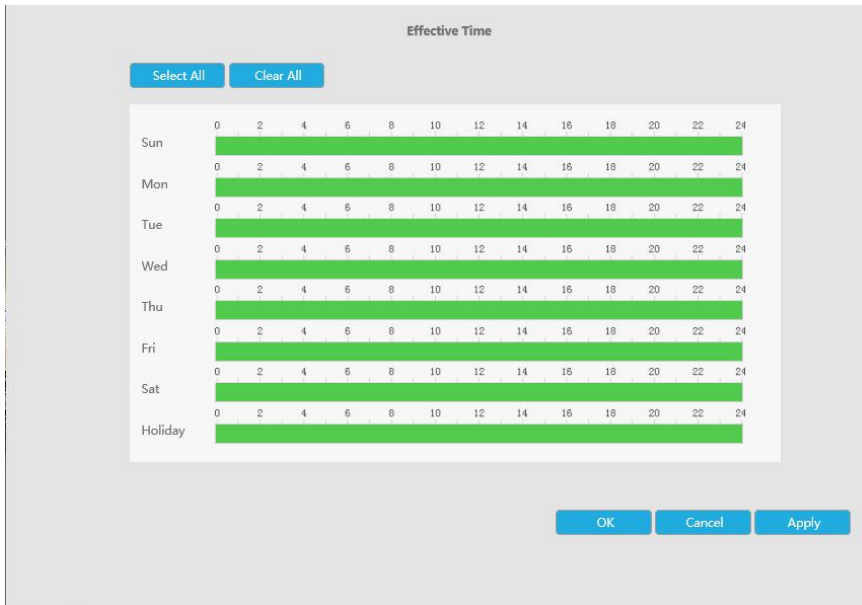 Effective Time
Select All Clear All
0 2 4 6 8 10 12 14 16 18 20 22 24
Sun
0 2 4 6 8 10 12 14 16 18 20 22 24
Mon
0 2 4 6 8 10 12 14 16 18 20 22 24
Tue
0 2 4 6 8 10 12 14 16 18 20 22 24
Wed
0 2 4 6 8 10 12 14 16 18 20 22 24
Thu
0 2 4 6 8 10 12 14 16 18 20 22 24
Fri
0 2 4 6 8 10 12 14 16 18 20 22 24
Sat
0 2 4 6 8 10 12 14 16 18 20 22 24
Holiday
OK Cancel Apply